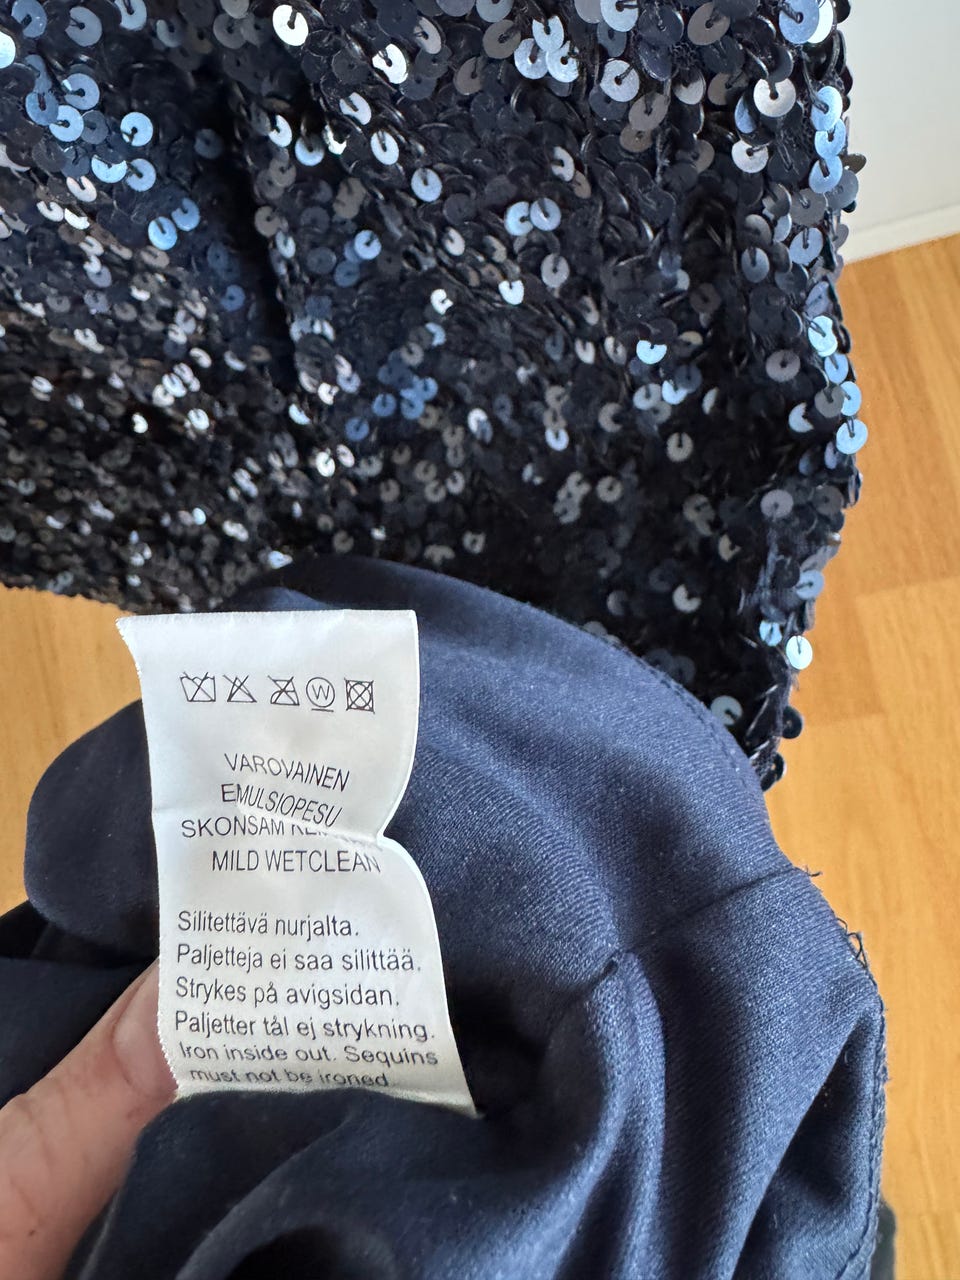 W
VAROVAINEN
EMULSIOPESU
SKONSAM
MILD WETCLEAN
Silitettävä nurjalta.
Paljetteja ei saa silittää.
Strykes på avigsidan.
Paljetter tål ej strykning.
Iron inside out. Sequins
must not be ironed